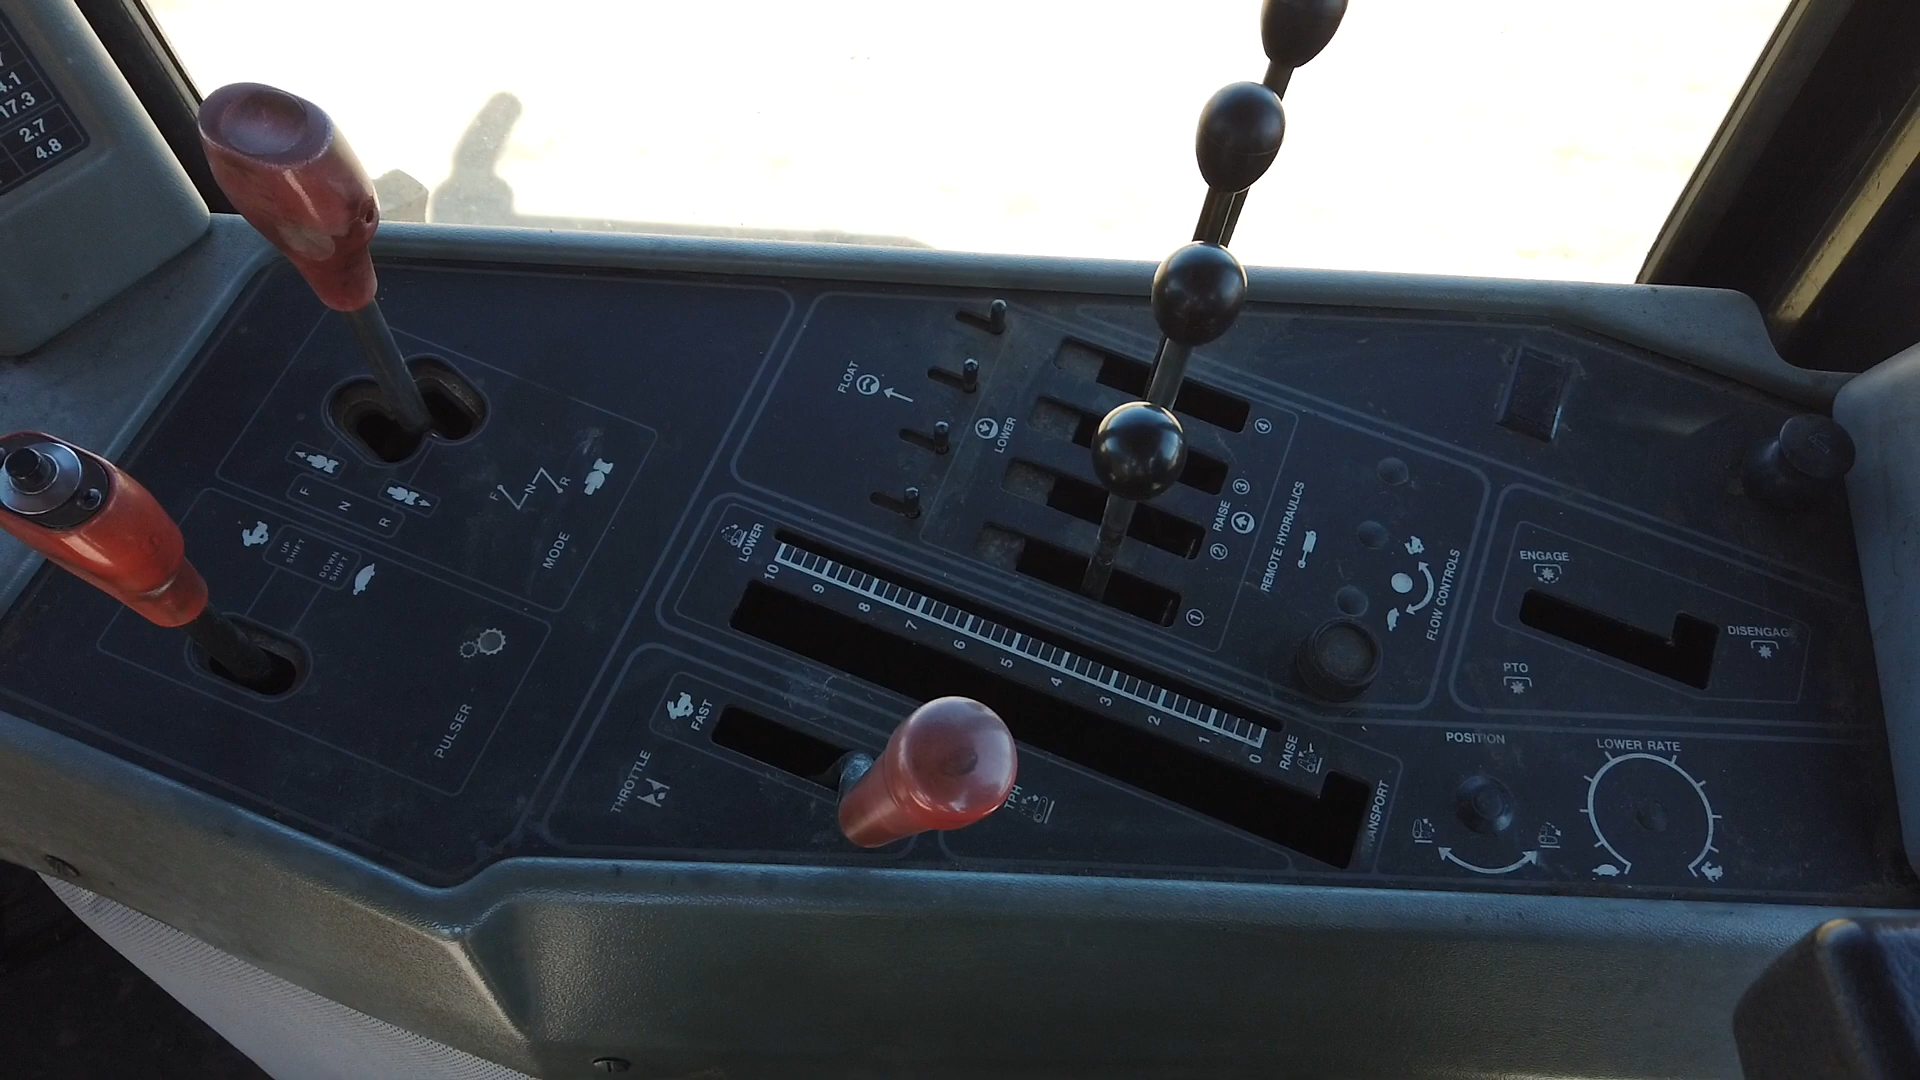 4.1
17.3
2.7
4.8
F
N
R
F
N
R
MODE
UP
SHIFT
DOWN
SHIFT
PULSER
FLOAT
LOWER
RAISE
4
3
2
1
REMOTE HYDRAULICS
FLOW CONTROLS
LOWER
10
9
8
7
6
5
4
3
2
1
0
RAISE
FAST
THROTTLE
TPH
ENGAGE
DISENGAGE
PTO
POSITION
LOWER RATE